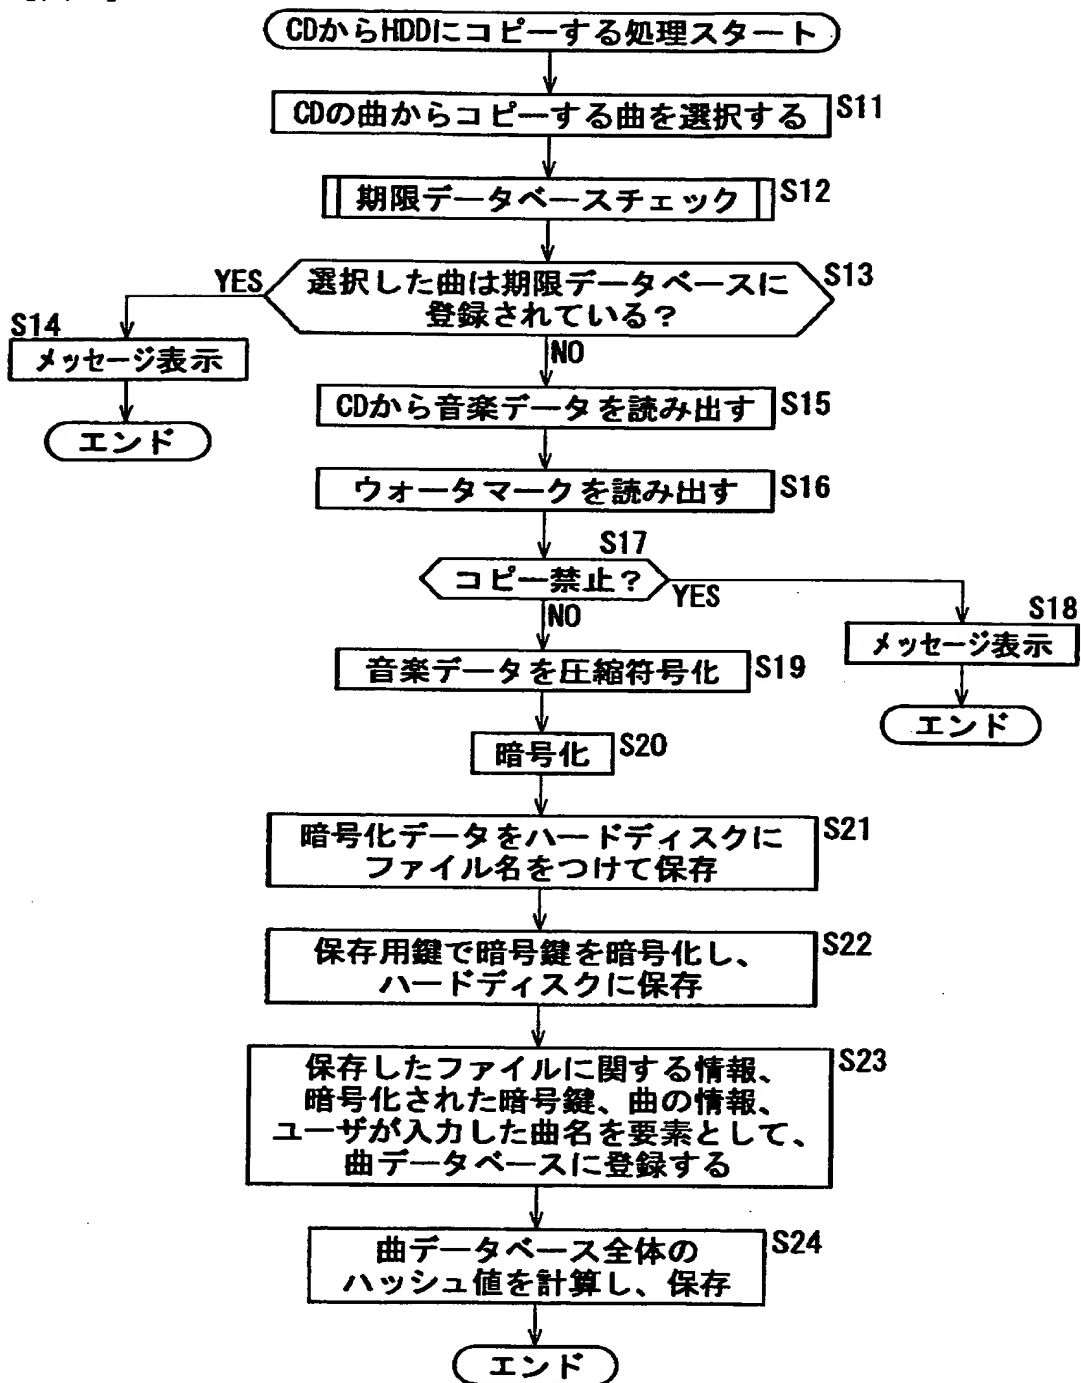 CDからHDDにコピーする処理スタート
CDの曲からコピーする曲を選択する
S11
期限データベースチェック
S12
YES
選択した曲は期限データベースに
登録されている?
S13
S14
メッセージ表示
エンド
NO
CDから音楽データを読み出す
S15
ウォータマークを読み出す
S16
S17
コピー禁止?
YES
NO
S18
メッセージ表示
エンド
音楽データを圧縮符号化
S19
暗号化
S20
暗号化データをハードディスクに
ファイル名をつけて保存
S21
保存用鍵で暗号鍵を暗号化し、
ハードディスクに保存
S22
保存したファイルに関する情報、
暗号化された暗号鍵、曲の情報、
ユーザが入力した曲名を要素として、
曲データベースに登録する
S23
曲データベース全体の
ハッシュ値を計算し、保存
S24
エンド